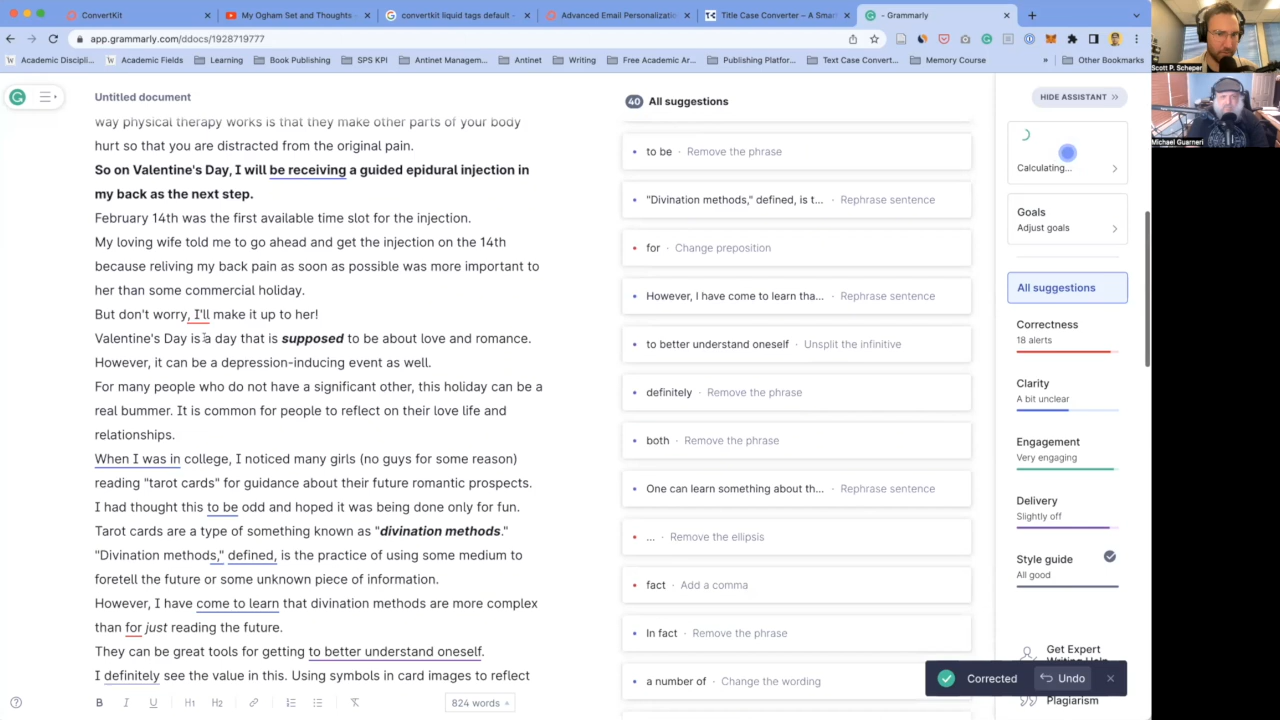 ConvertKit
My Ogham Set and Thoughts -
convertkit liquid tags default -
Advanced Email Personalizatio
Title Case Converter – A Smar
- Grammarly
app.grammarly.com/ddocs/1928719777
Academic Discipli...
Academic Fields
Learning
Book Publishing
SPS KPI
Antinet Managem...
Antinet
Writing
Free Academic Ar...
Publishing Platfor...
Text Case Convert...
Memory Course
»
Other Bookmarks
Scott P. Scheper
Michael Guarneri
Untitled document
way physical therapy works is that they make other parts of your body
hurt so that you are distracted from the original pain.
So on Valentine's Day, I will be receiving a guided epidural injection in
my back as the next step.
February 14th was the first available time slot for the injection.
My loving wife told me to go ahead and get the injection on the 14th
because reliving my back pain as soon as possible was more important to
her than some commercial holiday.
But don't worry, I'll make it up to her!
Valentine's Day is a day that is supposed to be about love and romance.
However, it can be a depression-inducing event as well.
For many people who do not have a significant other, this holiday can be a
real bummer. It is common for people to reflect on their love life and
relationships.
When I was in college, I noticed many girls (no guys for some reason)
reading "tarot cards" for guidance about their future romantic prospects.
I had thought this to be odd and hoped it was being done only for fun.
Tarot cards are a type of something known as "divination methods."
"Divination methods," defined, is the practice of using some medium to
foretell the future or some unknown piece of information.
However, I have come to learn that divination methods are more complex
than for just reading the future.
They can be great tools for getting to better understand oneself.
I definitely see the value in this. Using symbols in card images to reflect
B I U H1 H2
824 words
40 All suggestions
to be · Remove the phrase
"Divination methods," defined, is t... · Rephrase sentence
for · Change preposition
However, I have come to learn tha... · Rephrase sentence
to better understand oneself · Unsplit the infinitive
definitely · Remove the phrase
both · Remove the phrase
One can learn something about th... · Rephrase sentence
... · Remove the ellipsis
fact · Add a comma
In fact · Remove the phrase
a number of · Change the wording
HIDE ASSISTANT
Calculating...
Goals
Adjust goals
All suggestions
Correctness
18 alerts
Clarity
A bit unclear
Engagement
Very engaging
Delivery
Slightly off
Style guide
All good
Get Expert
Writing Help
Corrected Undo
Plagiarism